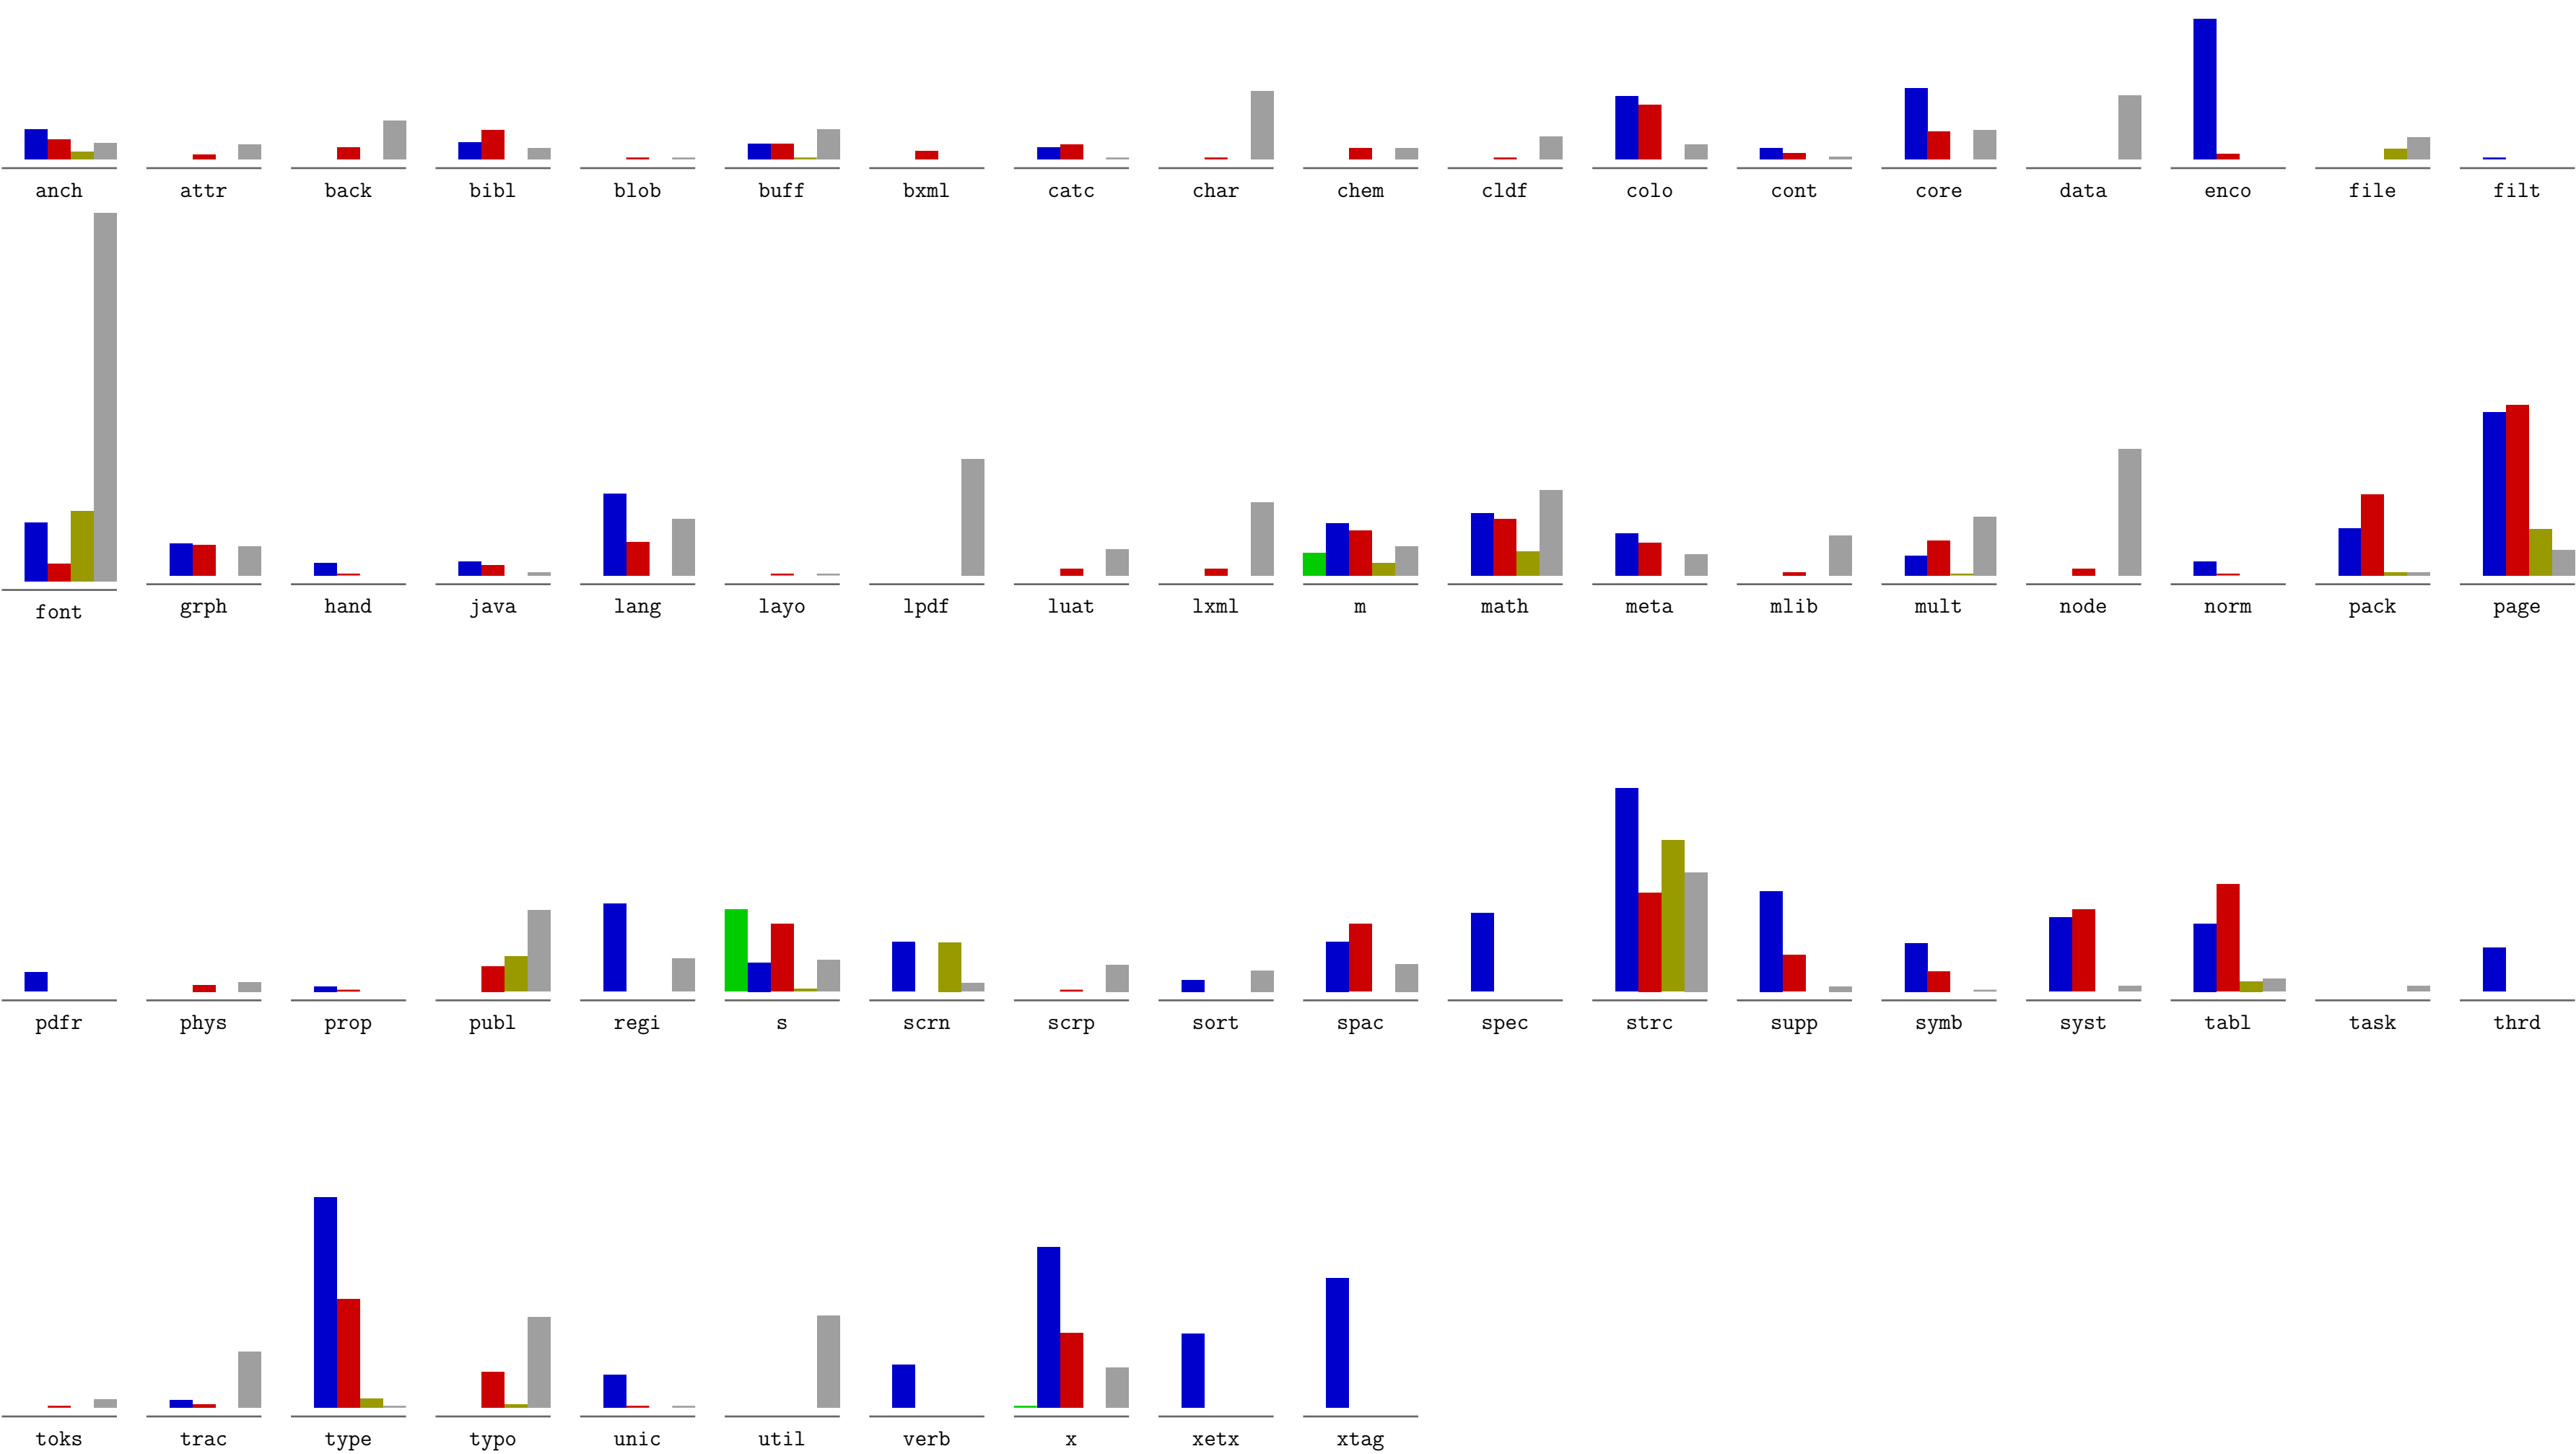 anch attr back bibl blob buff bxml catc char chem cldf colo cont core data enco file filt
font grph hand java lang layo lpdf luat lxml m math meta mlib mult node norm pack page
pdfr phys prop publ regi s scrn scrp sort spac spec strc supp symb syst tabl task thrd
toks trac type typo unic util verb x xetx xtag